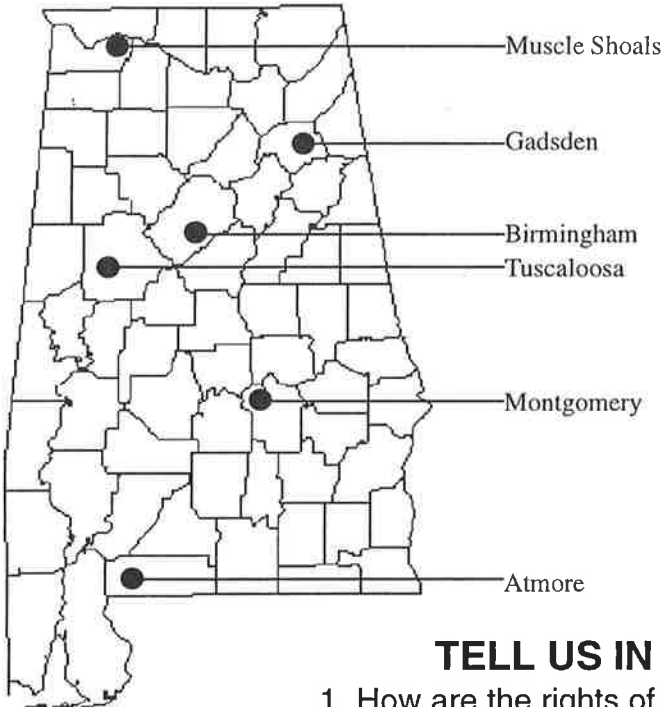 Muscle Shoals
Gadsden
Birmingham
Tuscaloosa
Montgomery
Atmore
TELL US IN
1. How are the rights of